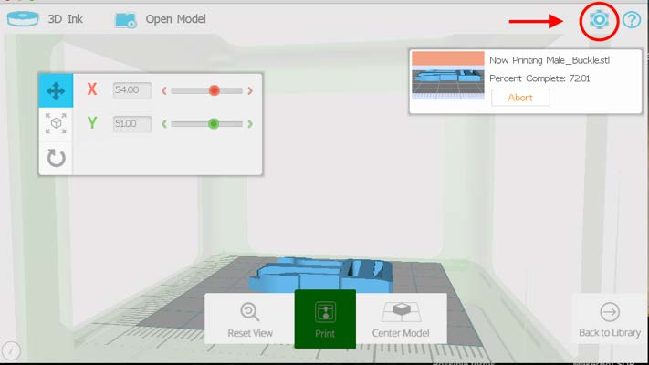 3D Ink
Open Model
?
Now Printing Male_Buckle.stl
Percent Complete: 72.01
Abort
X 54.00
Y 51.00
Reset View
Print
Center Model
Back to Library